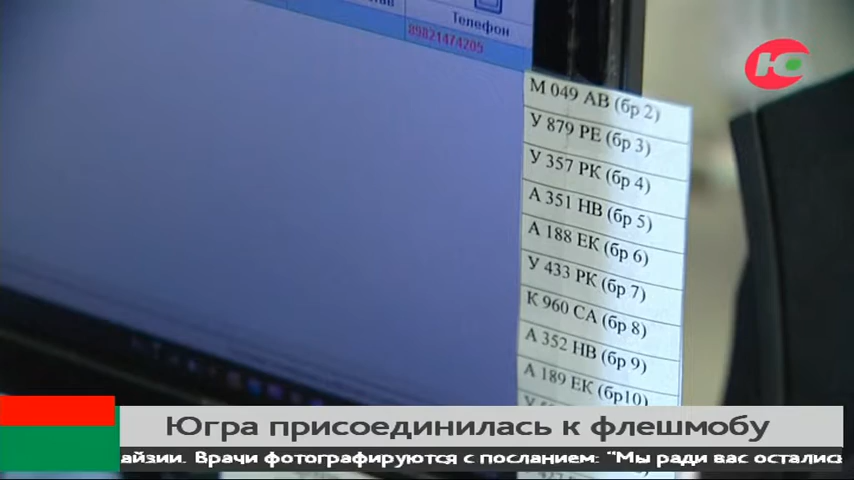 Телефон
89821474205
Ю
М 049 АВ (бр 2)
У 879 РЕ (бр 3)
У 357 РК (бр 4)
А 351 НВ (бр 5)
А 188 ЕК (бр 6)
У 433 РК (бр 7)
К 960 СА (бр 8)
А 352 НВ (бр 9)
А 189 ЕК (бр10)
Югра присоединилась к флешмобу
айзии. Врачи фотографируются с посланием: "Мы ради вас осталис